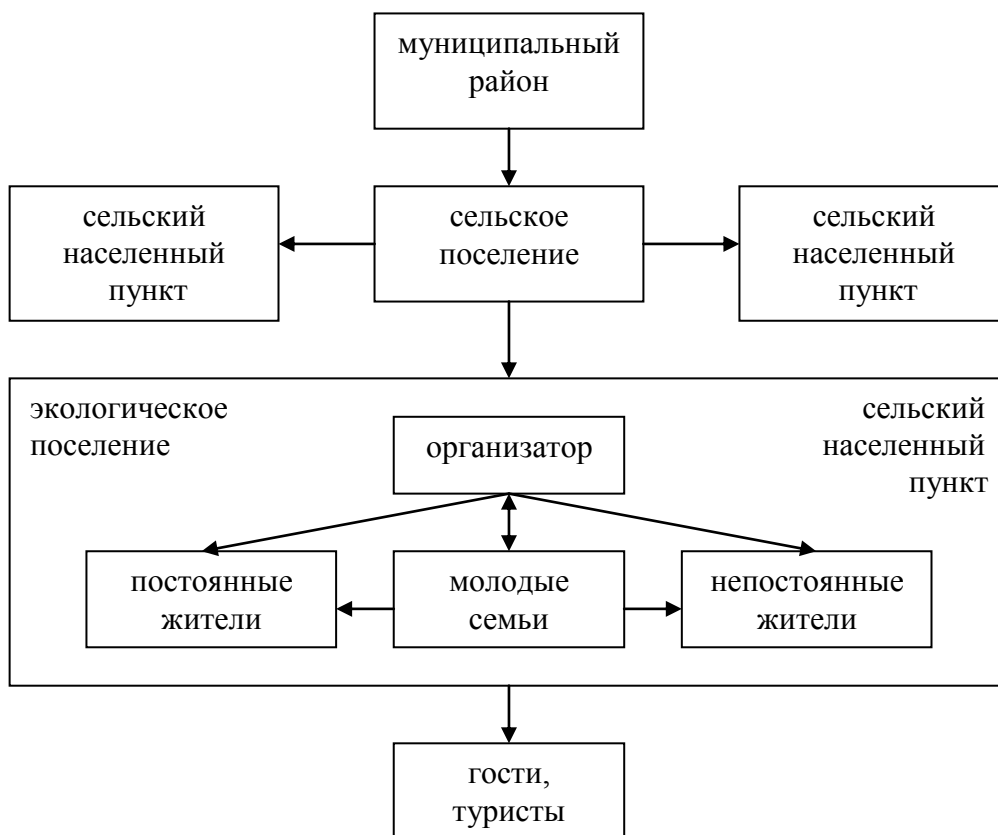 муниципальный
район
сельский
населенный
пункт
сельское
поселение
сельский
населенный
пункт
экологическое
поселение
сельский
населенный
пункт
организатор
постоянные
жители
молодые
семьи
непостоянные
жители
гости,
туристы